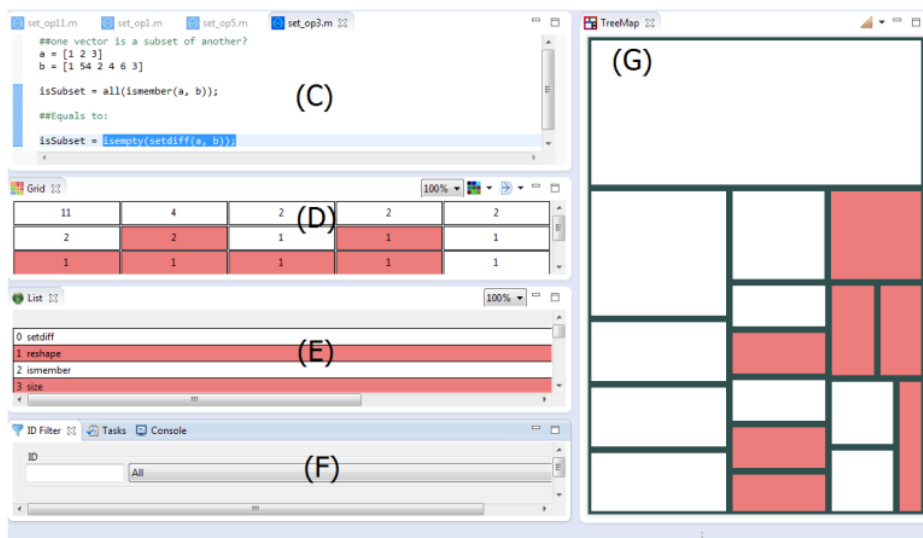 set_op11.m set_op1.m set_op5.m set_op3.m
##one vector is a subset of another?
a = [1 2 3]
b = [1 54 2 4 6 3]
isSubset = all(ismember(a, b));
(C)
##Equals to:
isSubset = isempty(setdiff(a, b));
Grid 100%
11 4 2 2 2
(D)
2 2 1 1 1
1 1 1 1 1
List 100%
0 setdiff
1 reshape
(E)
2 ismember
3 size
ID Filter Tasks Console
ID
All
(F)
TreeMap
(G)